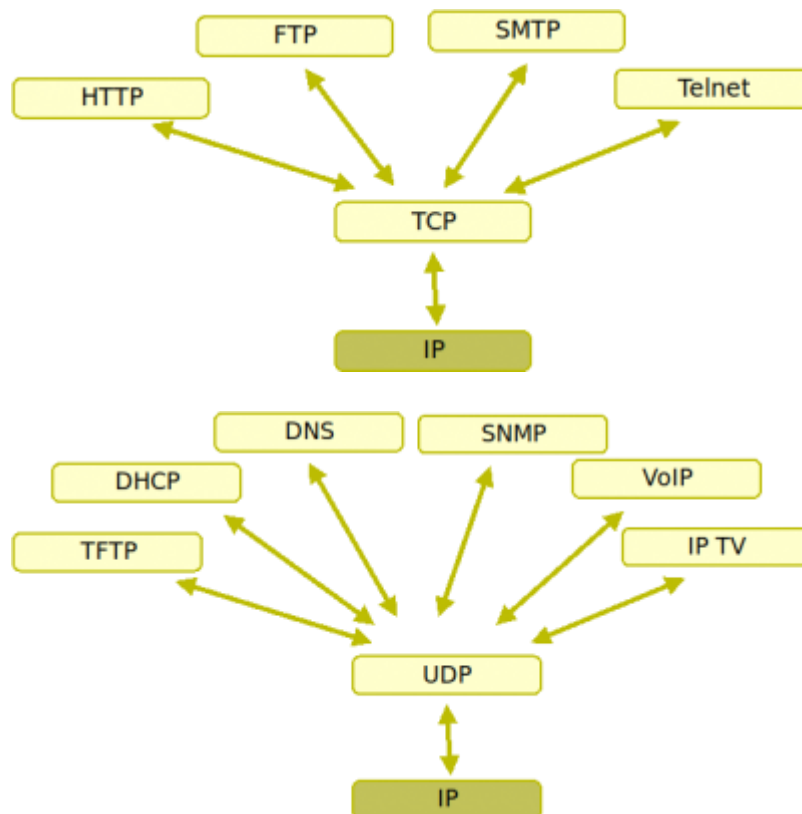 FTP
SMTP
HTTP
Telnet
TCP
IP
DNS
SNMP
DHCP
VoIP
TFTP
IP TV
UDP
IP